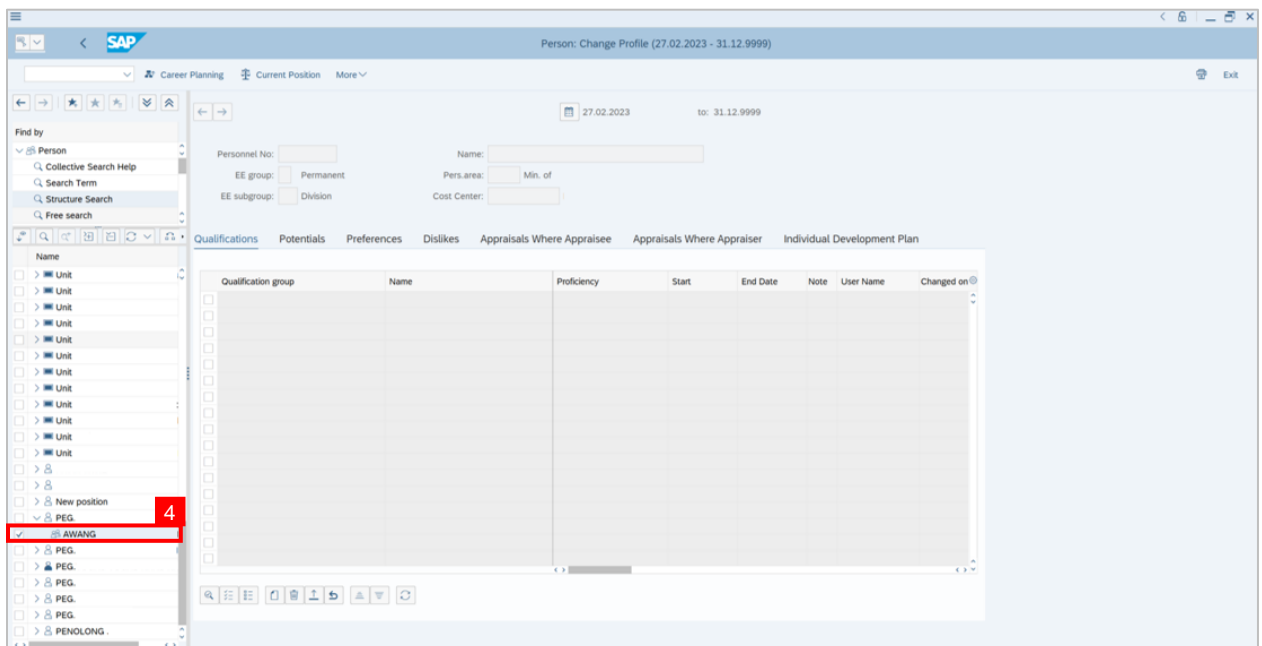 SAP
Person: Change Profile (27.02.2023 - 31.12.9999)
Career Planning Current Position More Exit
27.02.2023 to: 31.12.9999
Find by
Person
Collective Search Help
Search Term
Structure Search
Free search
Personnel No: Name:
EE group: Permanent Pers.area: Min. of
EE subgroup: Division Cost Center:
Qualifications Potentials Preferences Dislikes Appraisals Where Appraisee Appraisals Where Appraiser Individual Development Plan
Name
Unit
Unit
Unit
Unit
Unit
Unit
Unit
Unit
Unit
Unit
Unit
Unit
New position
PEG.
4
AWANG
PEG.
PEG.
PEG.
PEG.
PEG.
PENOLONG .
Qualification group Name Proficiency Start End Date Note User Name Changed on